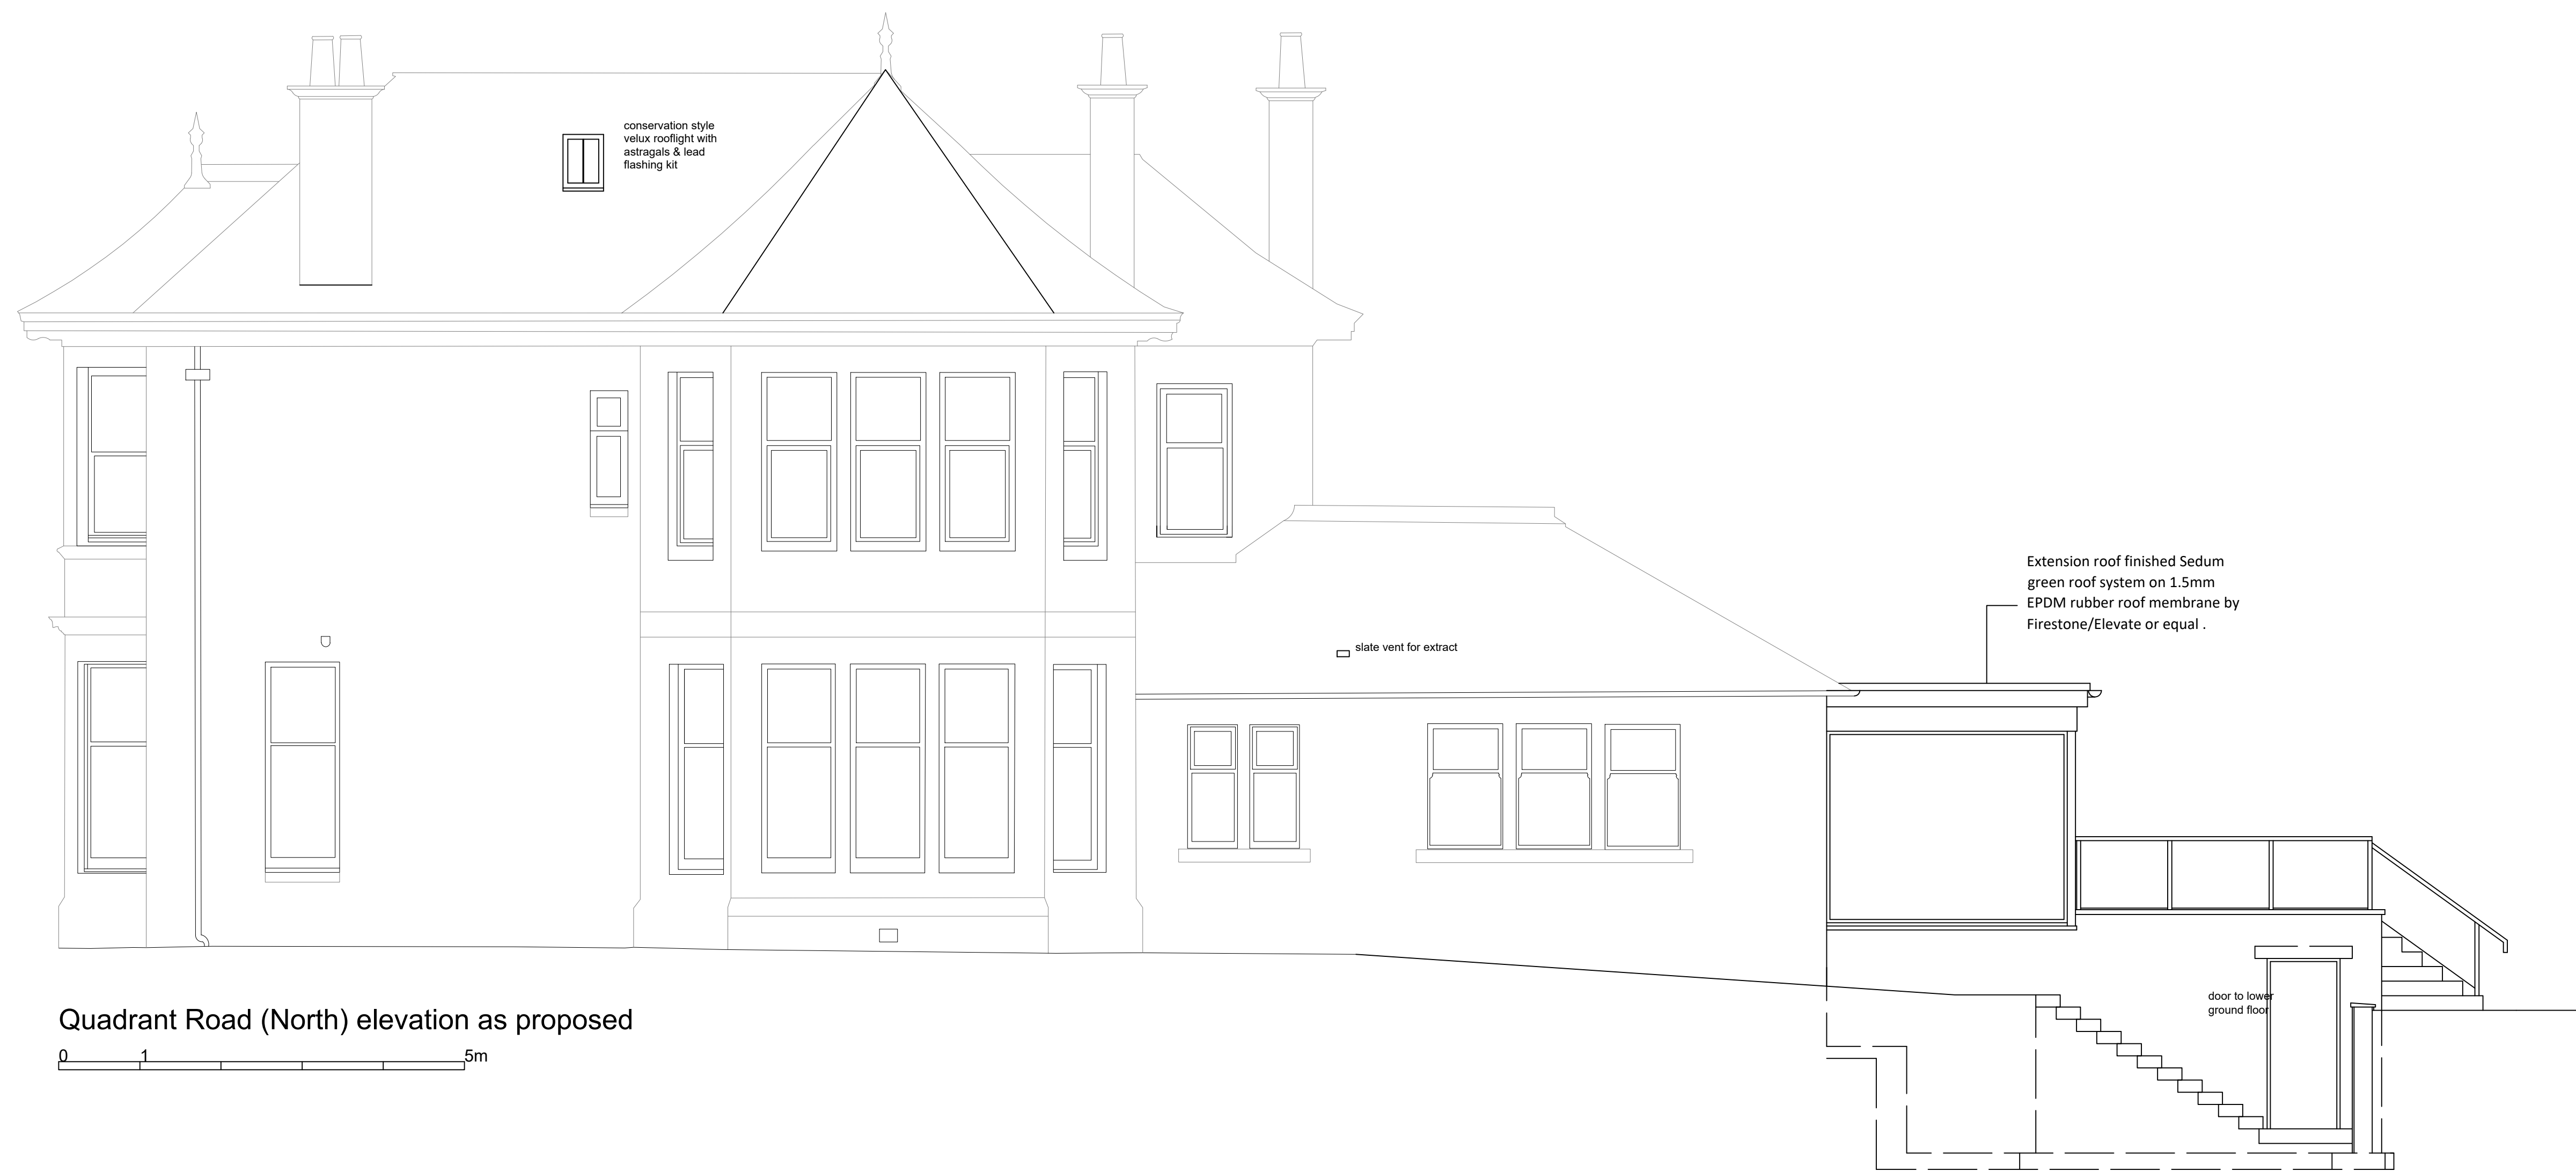 conservation style
velux rooflight with
astragals & lead
flashing kit
Extension roof finished Sedum
green roof system on 1.5mm
EPDM rubber roof membrane by
Firestone/Elevate or equal .
slate vent for extract
door to lower
ground floor
Quadrant Road (North) elevation as proposed
0 1 5m